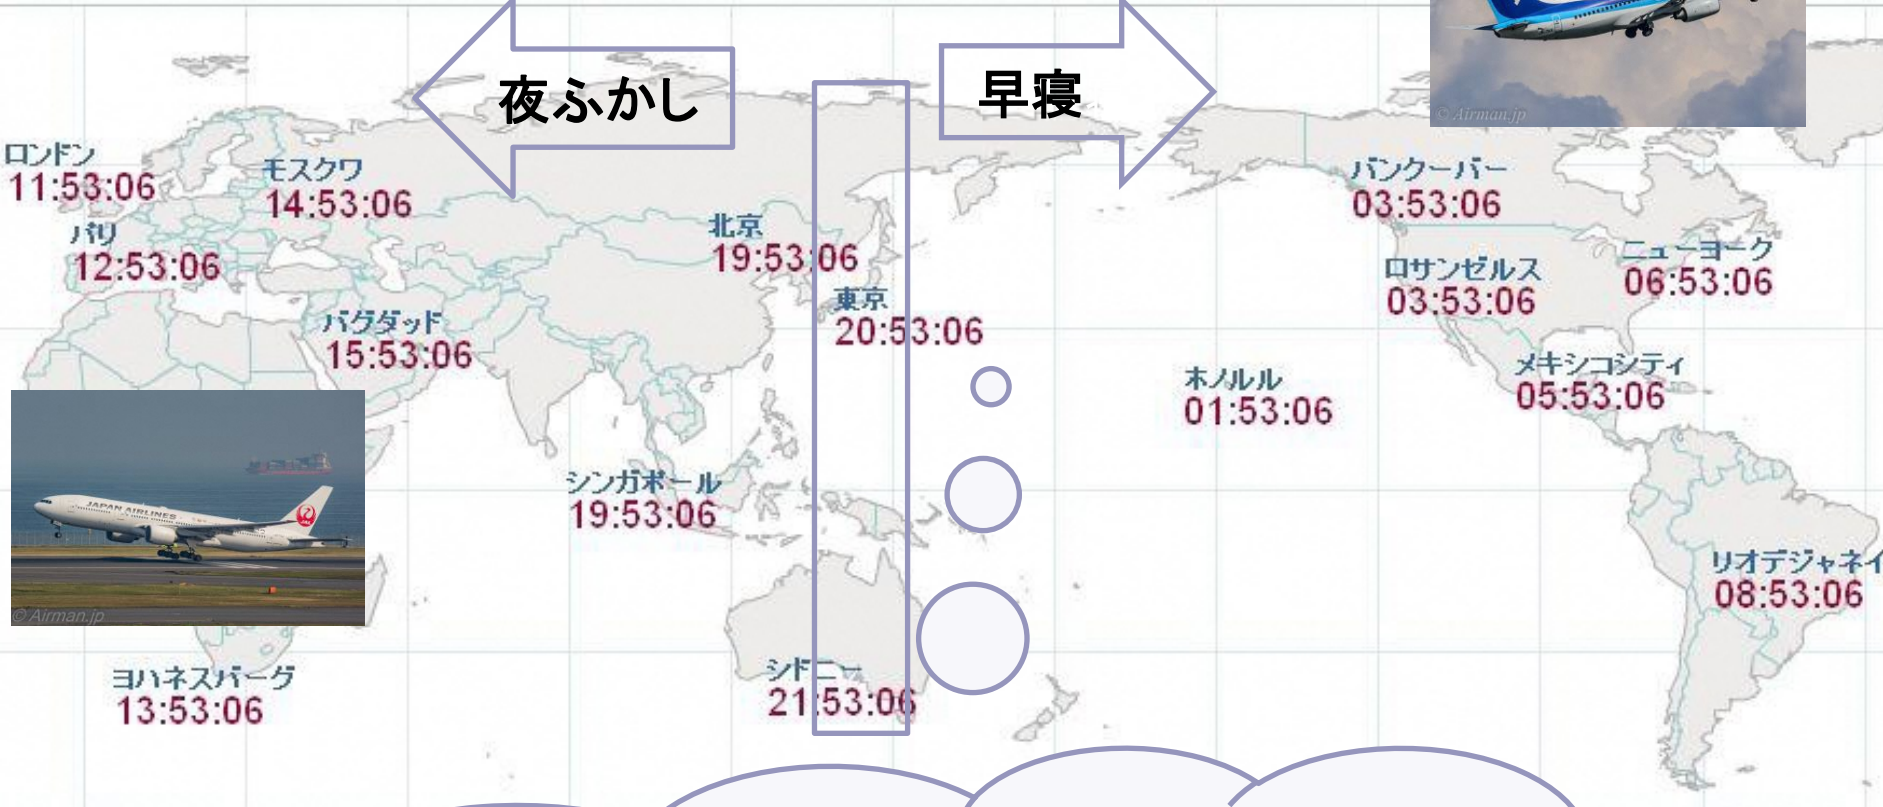 夜ふかし
早寝
© Airman.jp
ロンドン
11:53:06
モスクワ
14:53:06
バンクーバー
03:53:06
パリ
12:53:06
北京
19:53:06
ニューヨーク
06:53:06
ロサンゼルス
03:53:06
東京
20:53:06
バグダッド
15:53:06
メキシコシティ
05:53:06
ホノルル
01:53:06
シンガポール
19:53:06
JAPAN AIRLINES
リオデジャネイ
08:53:06
© Airman.jp
ヨハネスバーグ
13:53:06
シドニー
21:53:06